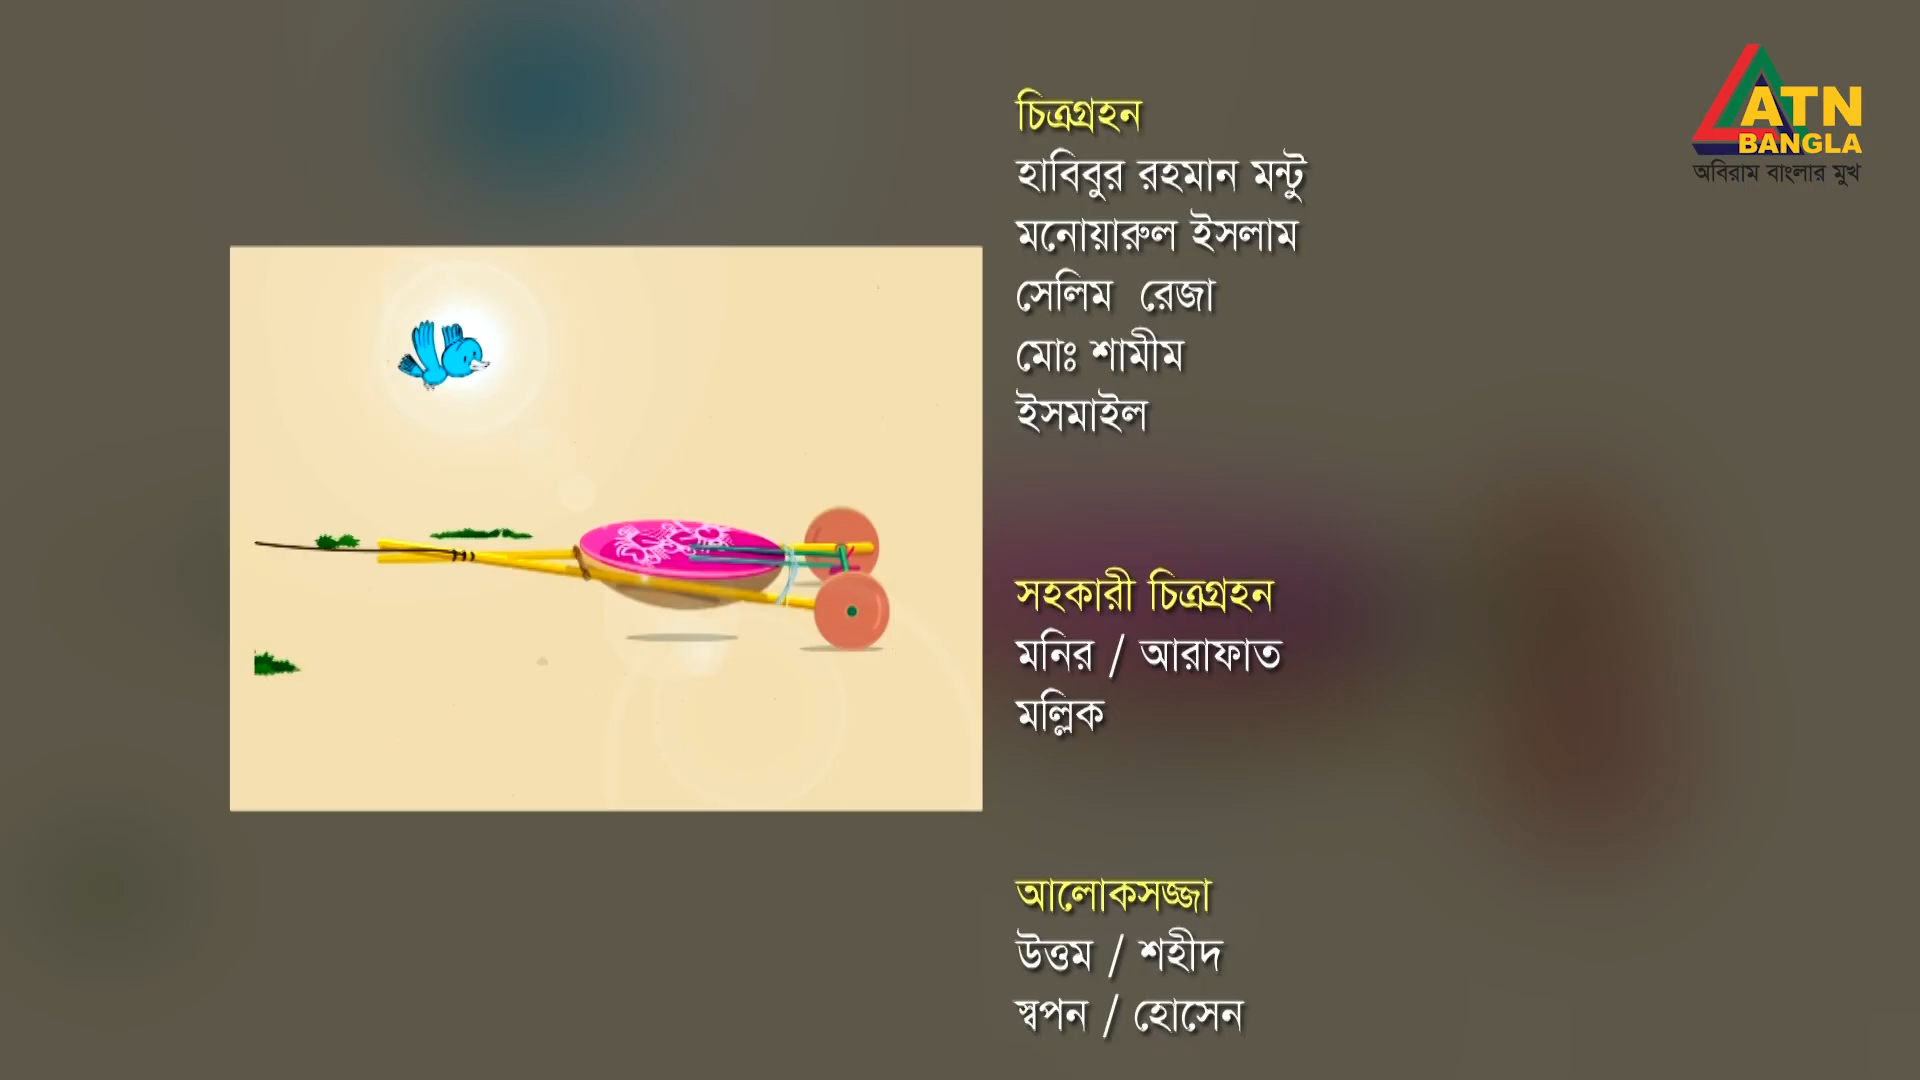 চিত্রগ্রহন
হাবিবুর রহমান মন্টু
মনোয়ারুল ইসলাম
সেলিম রেজা
মোঃ শামীম
ইসমাইল
সহকারী চিত্রগ্রহন
মনির / আরাফাত
মল্লিক
আলোকসজ্জা
উত্তম / শহীদ
স্বপন / হোসেন
ATN
BANGLA
অবিরাম বাংলার মুখ